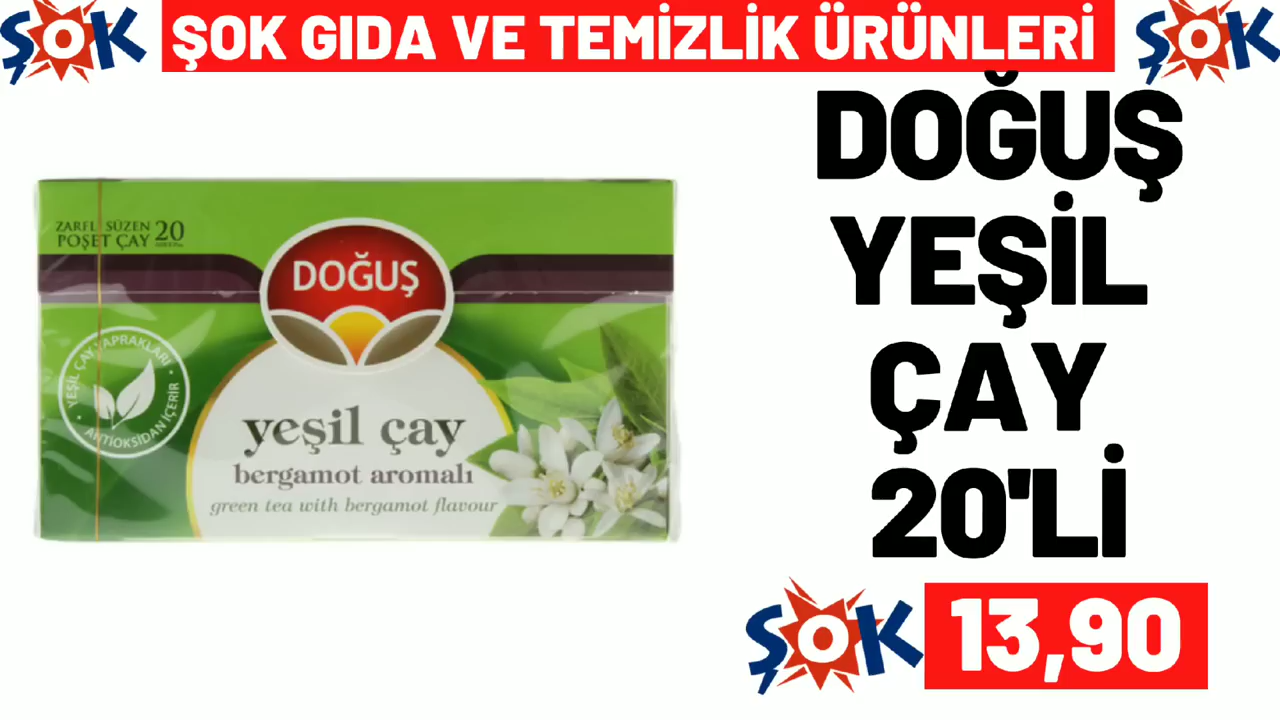 ŞOK ŞOK GIDA VE TEMİZLİK ÜRÜNLERİ ŞOK
DOĞUŞ
YEŞİL
ÇAY
20'Lİ
ŞOK 13,90
ZARFLI SÜZEN
POŞET ÇAY 20
DOĞUŞ
YEŞİL ÇAY YAPRAKLARI
ANTİOKSİDAN İÇERİR
yeşil çay
bergamot aromalı
green tea with bergamot flavour